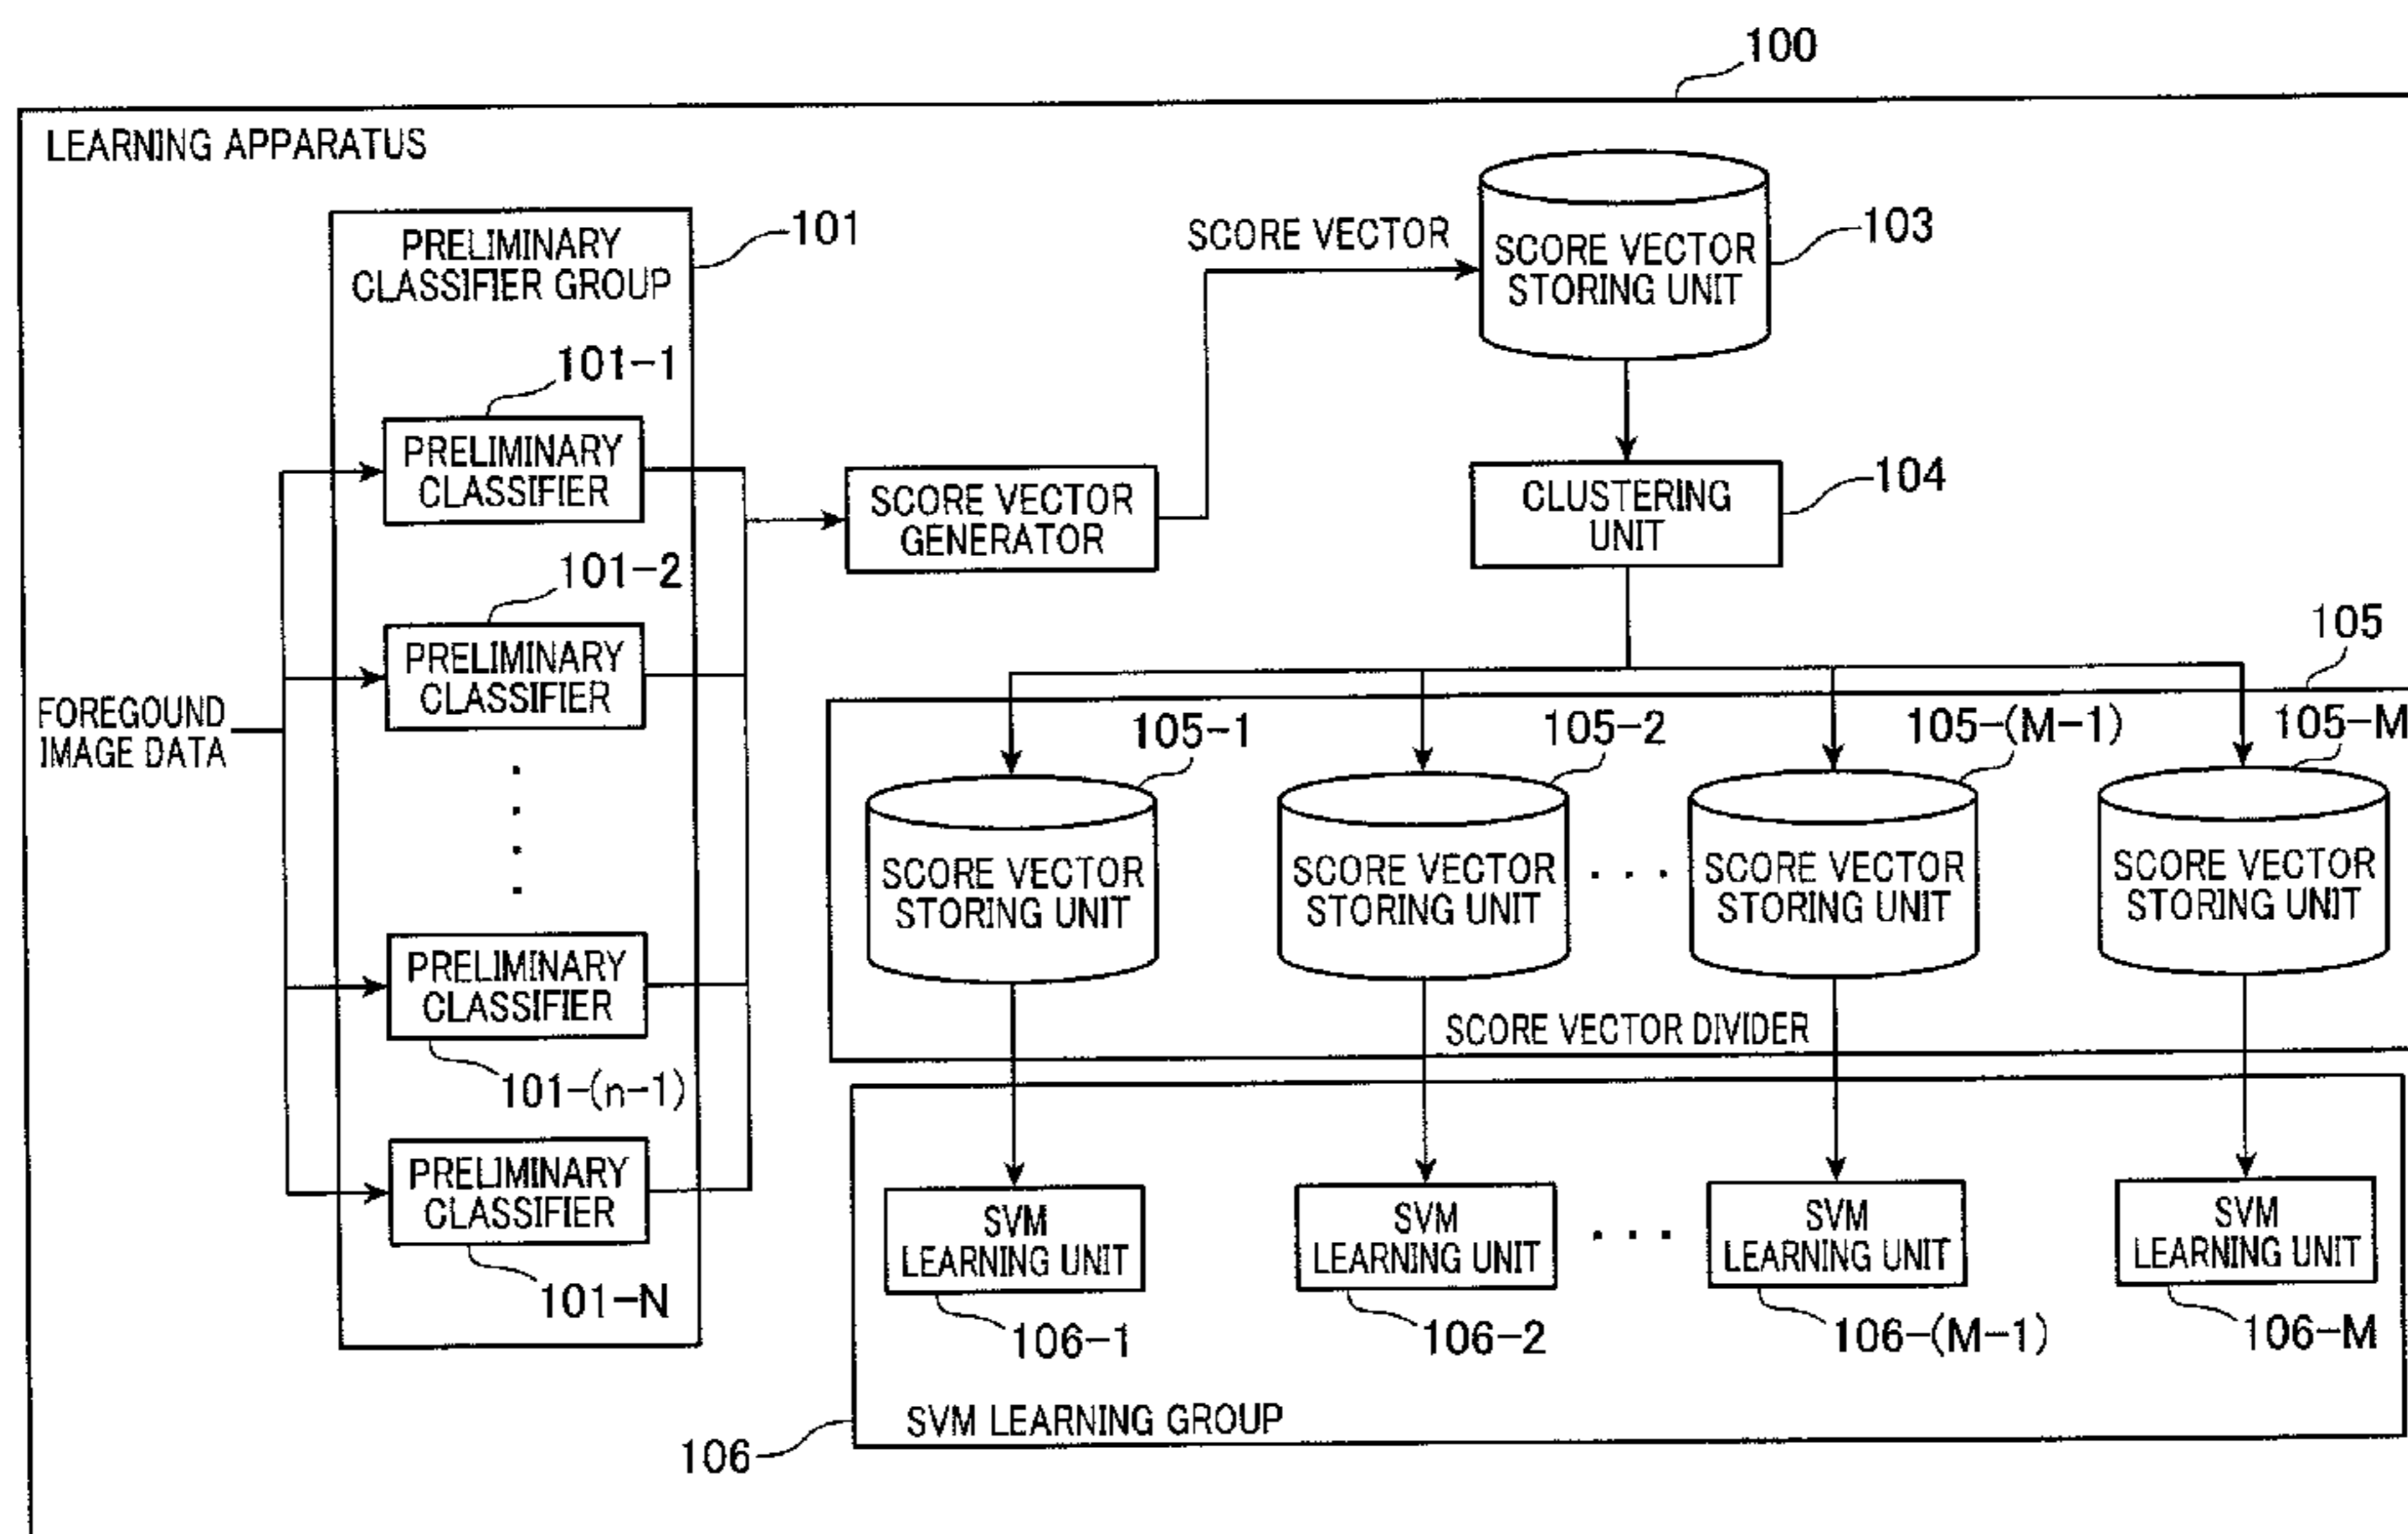 100
LEARNING APPARATUS
PRELIMINARY
CLASSIFIER GROUP
101
101-1
PRELIMINARY
CLASSIFIER
101-2
PRELIMINARY
CLASSIFIER
FOREGOUND
IMAGE DATA
PRELIMINARY
CLASSIFIER
101-(n-1)
PRELIMINARY
CLASSIFIER
101-N
SCORE VECTOR
GENERATOR
SCORE VECTOR
SCORE VECTOR
STORING UNIT
103
CLUSTERING
UNIT
104
105
105-1
105-2
105-(M-1)
105-M
SCORE VECTOR
STORING UNIT
SCORE VECTOR
STORING UNIT
. . .
SCORE VECTOR
STORING UNIT
SCORE VECTOR
STORING UNIT
SCORE VECTOR DIVIDER
SVM
LEARNING UNIT
SVM
LEARNING UNIT
. . .
SVM
LEARNING UNIT
SVM
LEARNING UNIT
106-1
106-2
106-(M-1)
106-M
SVM LEARNING GROUP
106